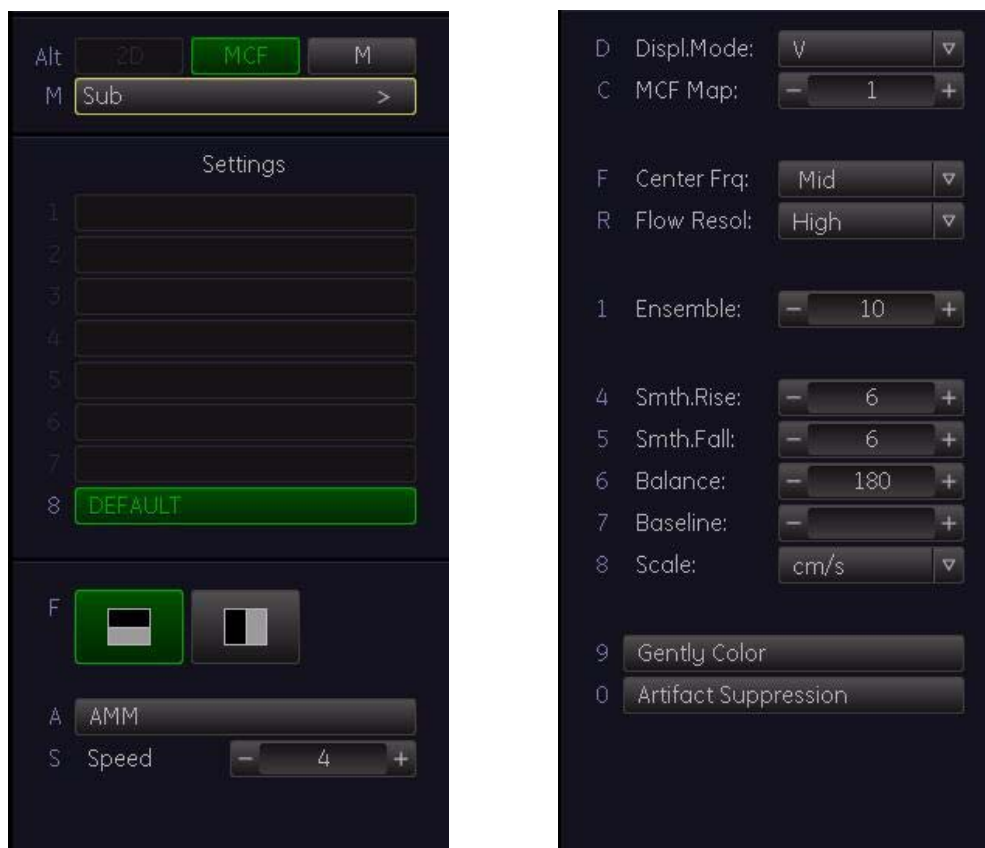 Alt 2D MCF M
M Sub >
Settings
1
2
3
4
5
6
7
8 DEFAULT
F
A AMM
S Speed - 4 +
D Displ.Mode: V
C MCF Map: - 1 +
F Center Frq: Mid
R Flow Resol: High
1 Ensemble: - 10 +
4 Smth.Rise: - 6 +
5 Smth.Fall: - 6 +
6 Balance: - 180 +
7 Baseline: - +
8 Scale: cm/s
9 Gently Color
0 Artifact Suppression